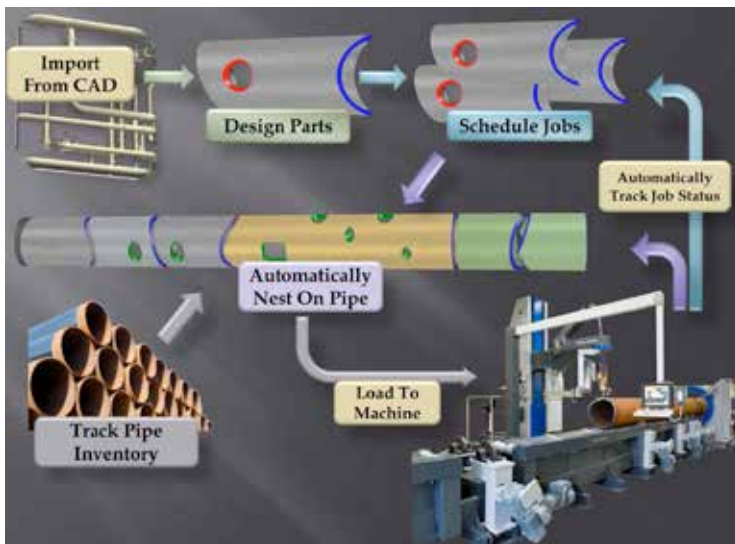 Import
From CAD
Design Parts
Schedule Jobs
Automatically
Track Job Status
Automatically
Nest On Pipe
Load To
Machine
Track Pipe
Inventory